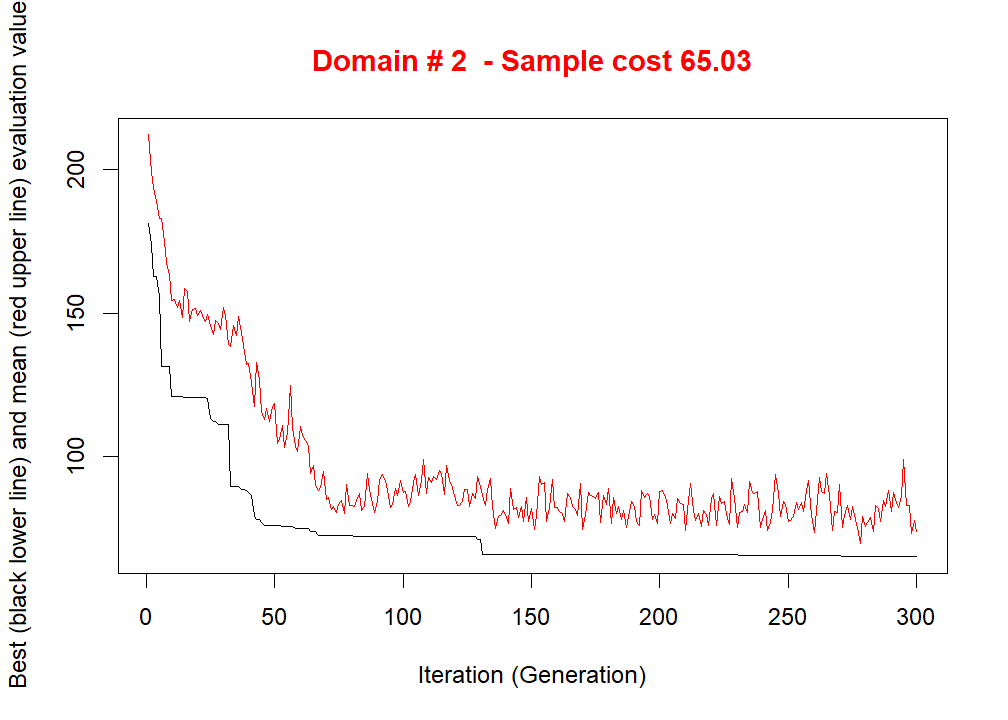 Domain # 2  - Sample cost 65.03
Best (black lower line) and mean (red upper line) evaluation value
200
150
100
0 50 100 150 200 250 300
Iteration (Generation)